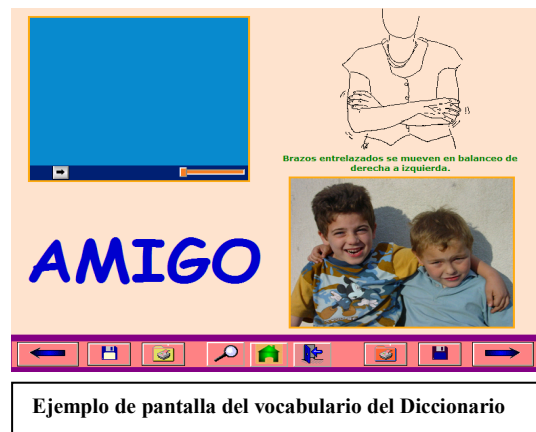 Brazos entrelazados se mueven en balanceo de
derecha a izquierda.
AMIGO
Ejemplo de pantalla del vocabulario del Diccionario